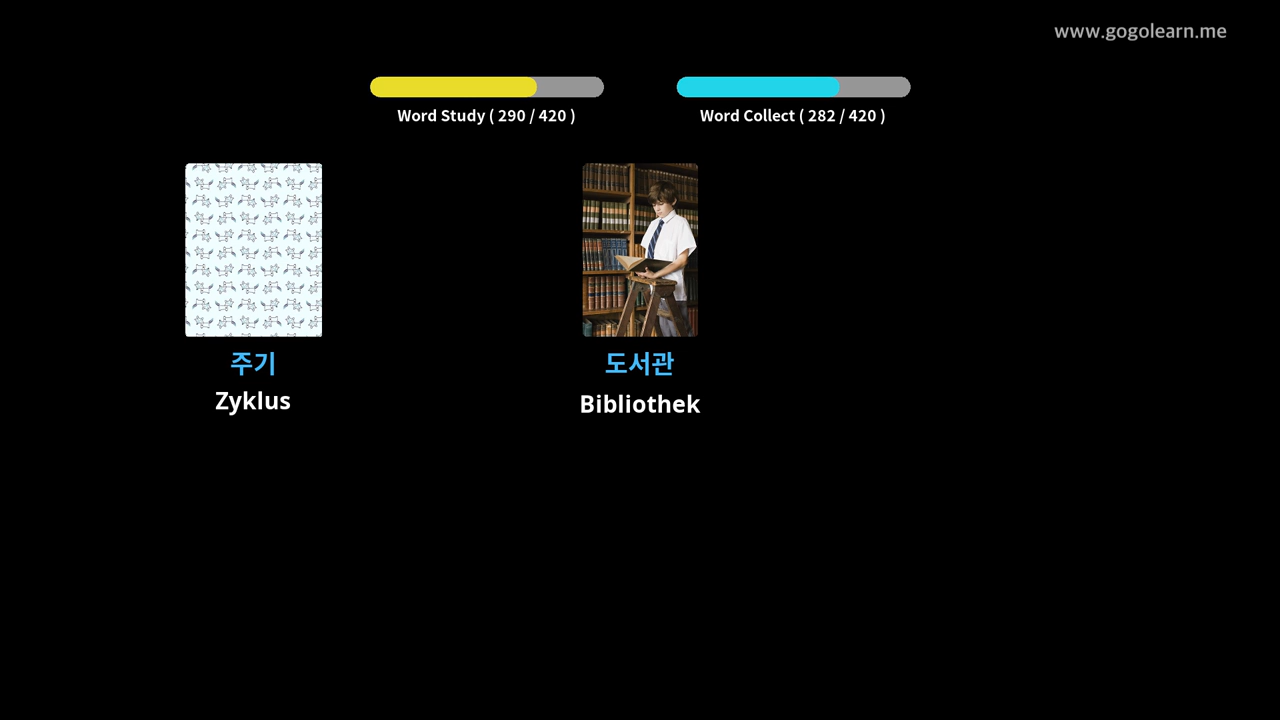 www.gogolearn.me
Word Study ( 290 / 420 )
Word Collect ( 282 / 420 )
주기
Zyklus
도서관
Bibliothek